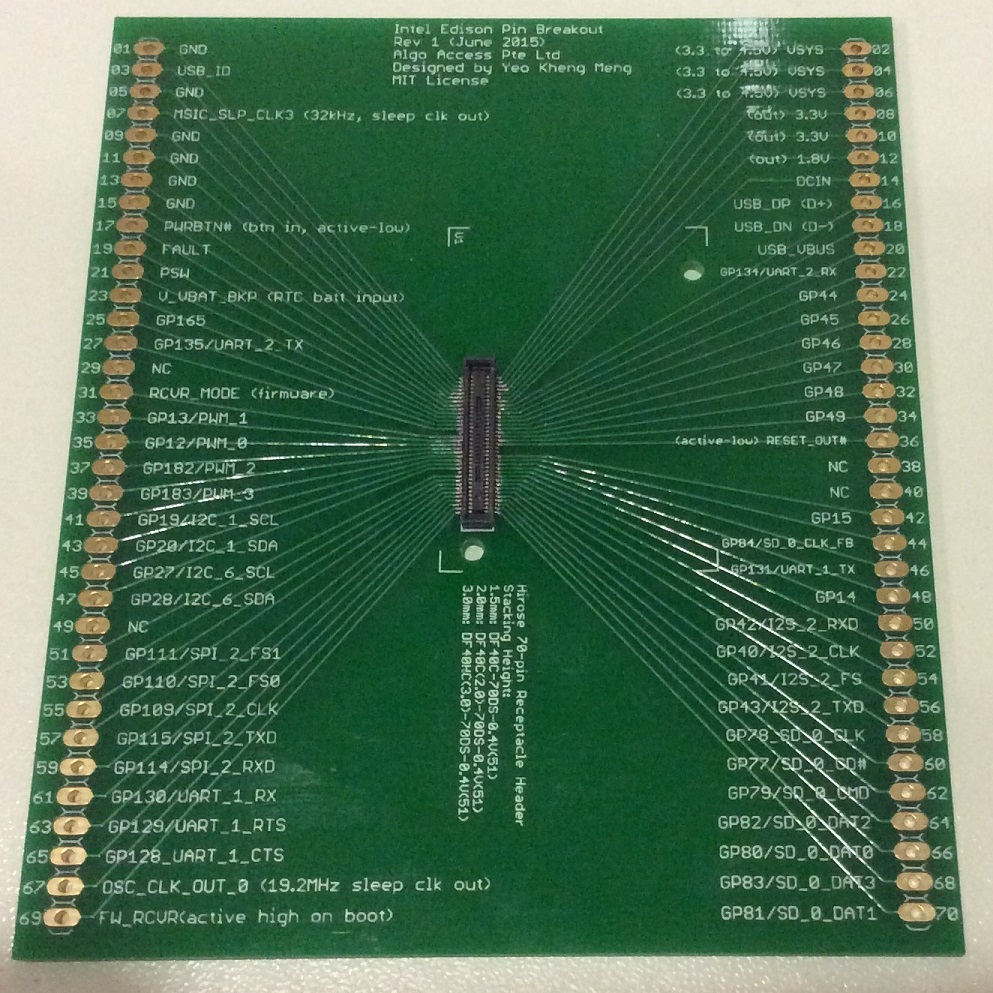 Intel Edison Pin Breakout
Rev 1 (June 2015)
Algo Access Pte Ltd
Designed by Yeo Kheng Meng
MIT License
01 GND
03 USB_ID
05 GND
07 MSIC_SLP_CLK3 (32kHz, sleep clk out)
09 GND
11 GND
13 GND
15 GND
17 PWRBTN# (btn in, active-low)
19 FAULT
21 PSW
23 V_VBAT_BKP (RTC batt input)
25 GP165
27 GP135/UART_2_TX
29 NC
31 RCVR_MODE (firmware)
33 GP13/PWM_1
35 GP12/PWM_0
37 GP182/PWM_2
39 GP183/PWM_3
41 GP19/I2C_1_SCL
43 GP20/I2C_1_SDA
45 GP27/I2C_6_SCL
47 GP28/I2C_6_SDA
49 NC
51 GP111/SPI_2_FS1
53 GP110/SPI_2_FS0
55 GP109/SPI_2_CLK
57 GP115/SPI_2_TXD
59 GP114/SPI_2_RXD
61 GP130/UART_1_RX
63 GP129/UART_1_RTS
65 GP128_UART_1_CTS
67 OSC_CLK_OUT_0 (19.2MHz sleep clk out)
69 FW_RCVR(active high on boot)
U1
Hirose 70-pin Receptacle Header
Stacking Height:
1.5mm: DF40C-70DS-0.4V(51)
2.0mm: DF40C(2.0)-70DS-0.4V(51)
3.0mm: DF40HC(3.0)-70DS-0.4V(51)
(3.3 to 4.5V) VSYS 02
(3.3 to 4.5V) VSYS 04
(3.3 to 4.5V) VSYS 06
(out) 3.3V 08
(out) 3.3V 10
(out) 1.8V 12
DCIN 14
USB_DP (D+) 16
USB_DN (D-) 18
USB_VBUS 20
GP134/UART_2_RX 22
GP44 24
GP45 26
GP46 28
GP47 30
GP48 32
GP49 34
(active-low) RESET_OUT# 36
NC 38
NC 40
GP15 42
GP84/SD_0_CLK_FB 44
GP131/UART_1_TX 46
GP14 48
GP42/I2S_2_RXD 50
GP40/I2S_2_CLK 52
GP41/I2S_2_FS 54
GP43/I2S_2_TXD 56
GP78_SD_0_CLK 58
GP77/SD_0_CD# 60
GP79/SD_0_CMD 62
GP82/SD_0_DAT2 64
GP80/SD_0_DAT0 66
GP83/SD_0_DAT3 68
GP81/SD_0_DAT1 70